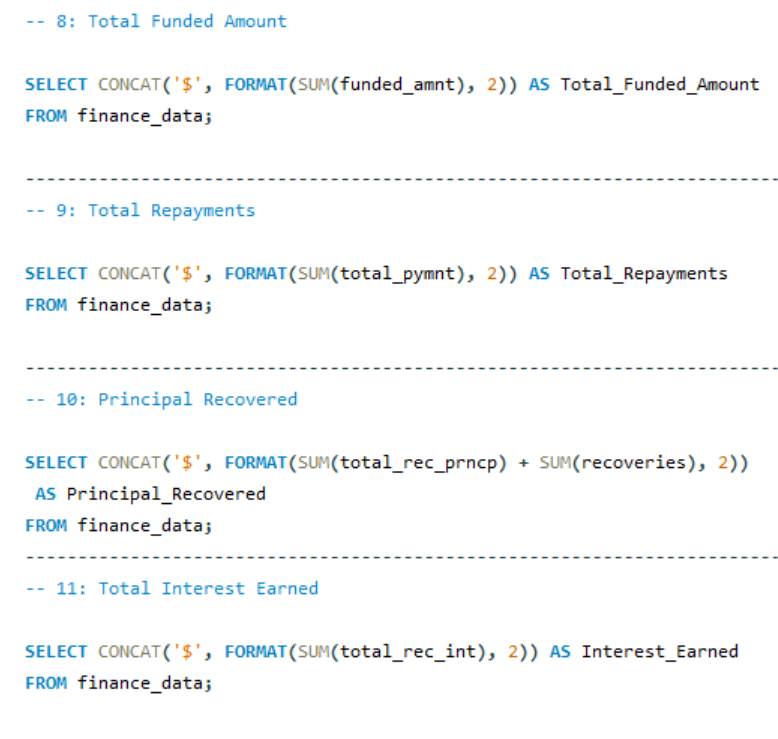 -- 8: Total Funded Amount
SELECT CONCAT('$', FORMAT(SUM(funded_amnt), 2)) AS Total_Funded_Amount
FROM finance_data;
--------------------------------------------------------------------------
-- 9: Total Repayments
SELECT CONCAT('$', FORMAT(SUM(total_pymnt), 2)) AS Total_Repayments
FROM finance_data;
--------------------------------------------------------------------------
-- 10: Principal Recovered
SELECT CONCAT('$', FORMAT(SUM(total_rec_prncp) + SUM(recoveries), 2))
AS Principal_Recovered
FROM finance_data;
--------------------------------------------------------------------------
-- 11: Total Interest Earned
SELECT CONCAT('$', FORMAT(SUM(total_rec_int), 2)) AS Interest_Earned
FROM finance_data;